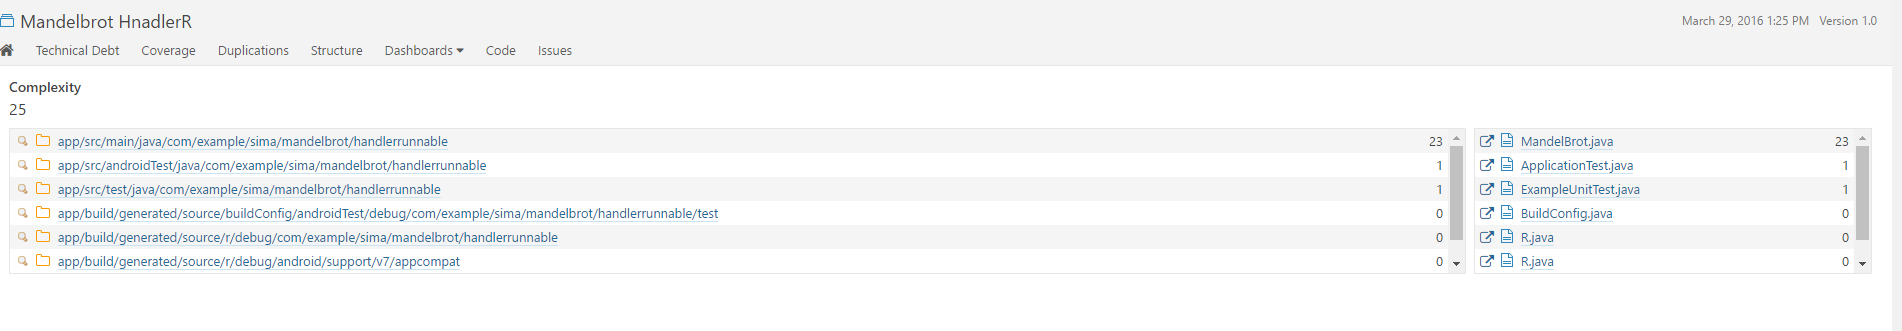 Mandelbrot HnadlerR
March 29, 2016 1:25 PM Version 1.0
Technical Debt Coverage Duplications Structure Dashboards Code Issues
Complexity
25
app/src/main/java/com/example/sima/mandelbrot/handlerrunnable 23
app/src/androidTest/java/com/example/sima/mandelbrot/handlerrunnable 1
app/src/test/java/com/example/sima/mandelbrot/handlerrunnable 1
app/build/generated/source/buildConfig/androidTest/debug/com/example/sima/mandelbrot/handlerrunnable/test 0
app/build/generated/source/r/debug/com/example/sima/mandelbrot/handlerrunnable 0
app/build/generated/source/r/debug/android/support/v7/appcompat 0
MandelBrot.java 23
ApplicationTest.java 1
ExampleUnitTest.java 1
BuildConfig.java 0
R.java 0
R.java 0